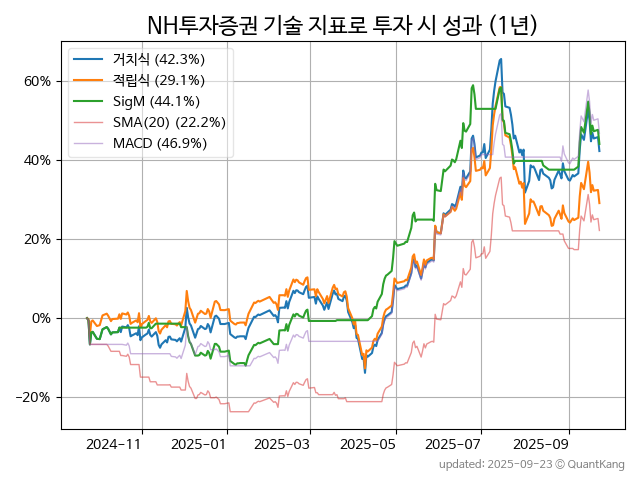 NH투자증권 기술 지표로 투자 시 성과 (1년)
거치식 (42.3%)
적립식 (29.1%)
SigM (44.1%)
SMA(20) (22.2%)
MACD (46.9%)
60%
40%
20%
0%
−20%
2024-11 2025-01 2025-03 2025-05 2025-07 2025-09
updated: 2025-09-23 © QuantKang